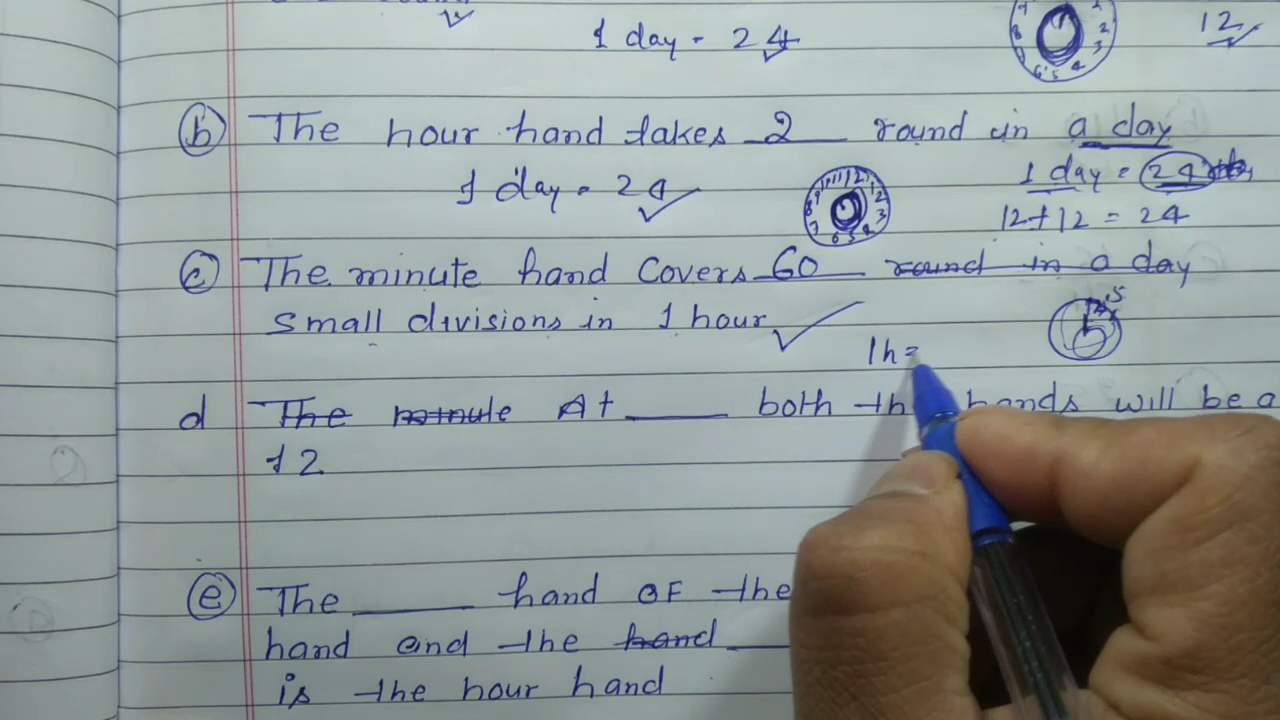 1 day = 24
12
b The hour hand takes 2 round in a day
1 day = 24
1 day = 24
12+12 = 24
c The minute hand covers 60 round in a day
small divisions in 1 hour
1h=
d The minute At ____ both the hands will be a
12
e The ____ hand of the
hand and the hand ____
is the hour hand